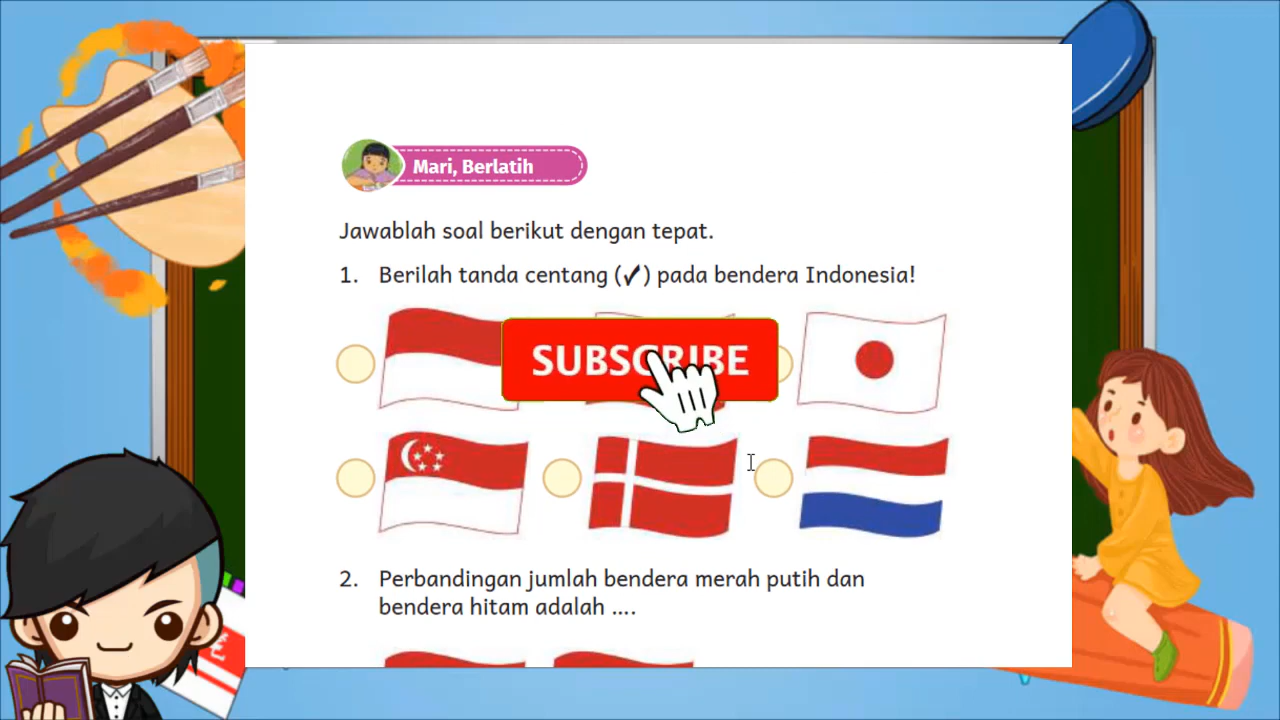 Mari, Berlatih
Jawablah soal berikut dengan tepat.
1. Berilah tanda centang (✓) pada bendera Indonesia!
SUBSCRIBE
2. Perbandingan jumlah bendera merah putih dan
bendera hitam adalah ....